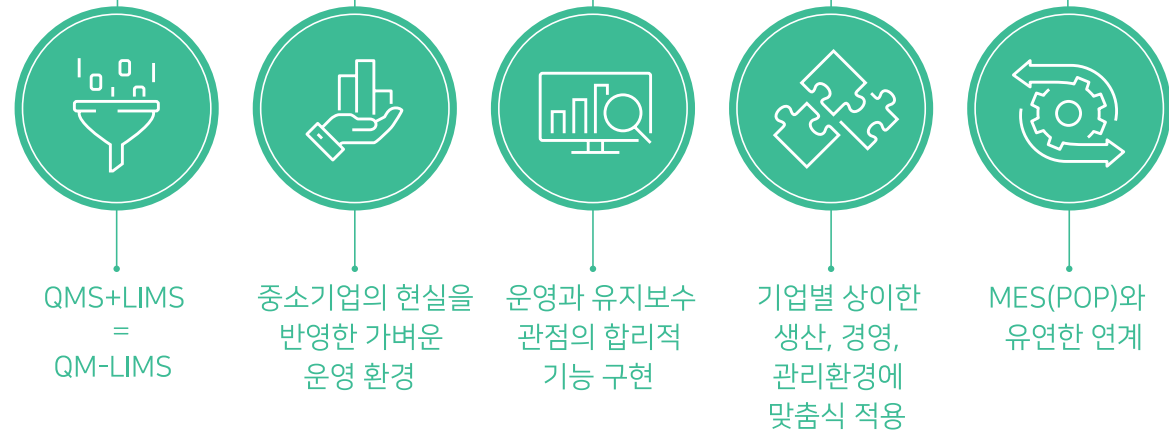 QMS+LIMS
=
QM-LIMS
중소기업의 현실을
반영한 가벼운
운영 환경
운영과 유지보수
관점의 합리적
기능 구현
기업별 상이한
생산, 경영,
관리환경에
맞춤식 적용
MES(POP)와
유연한 연계